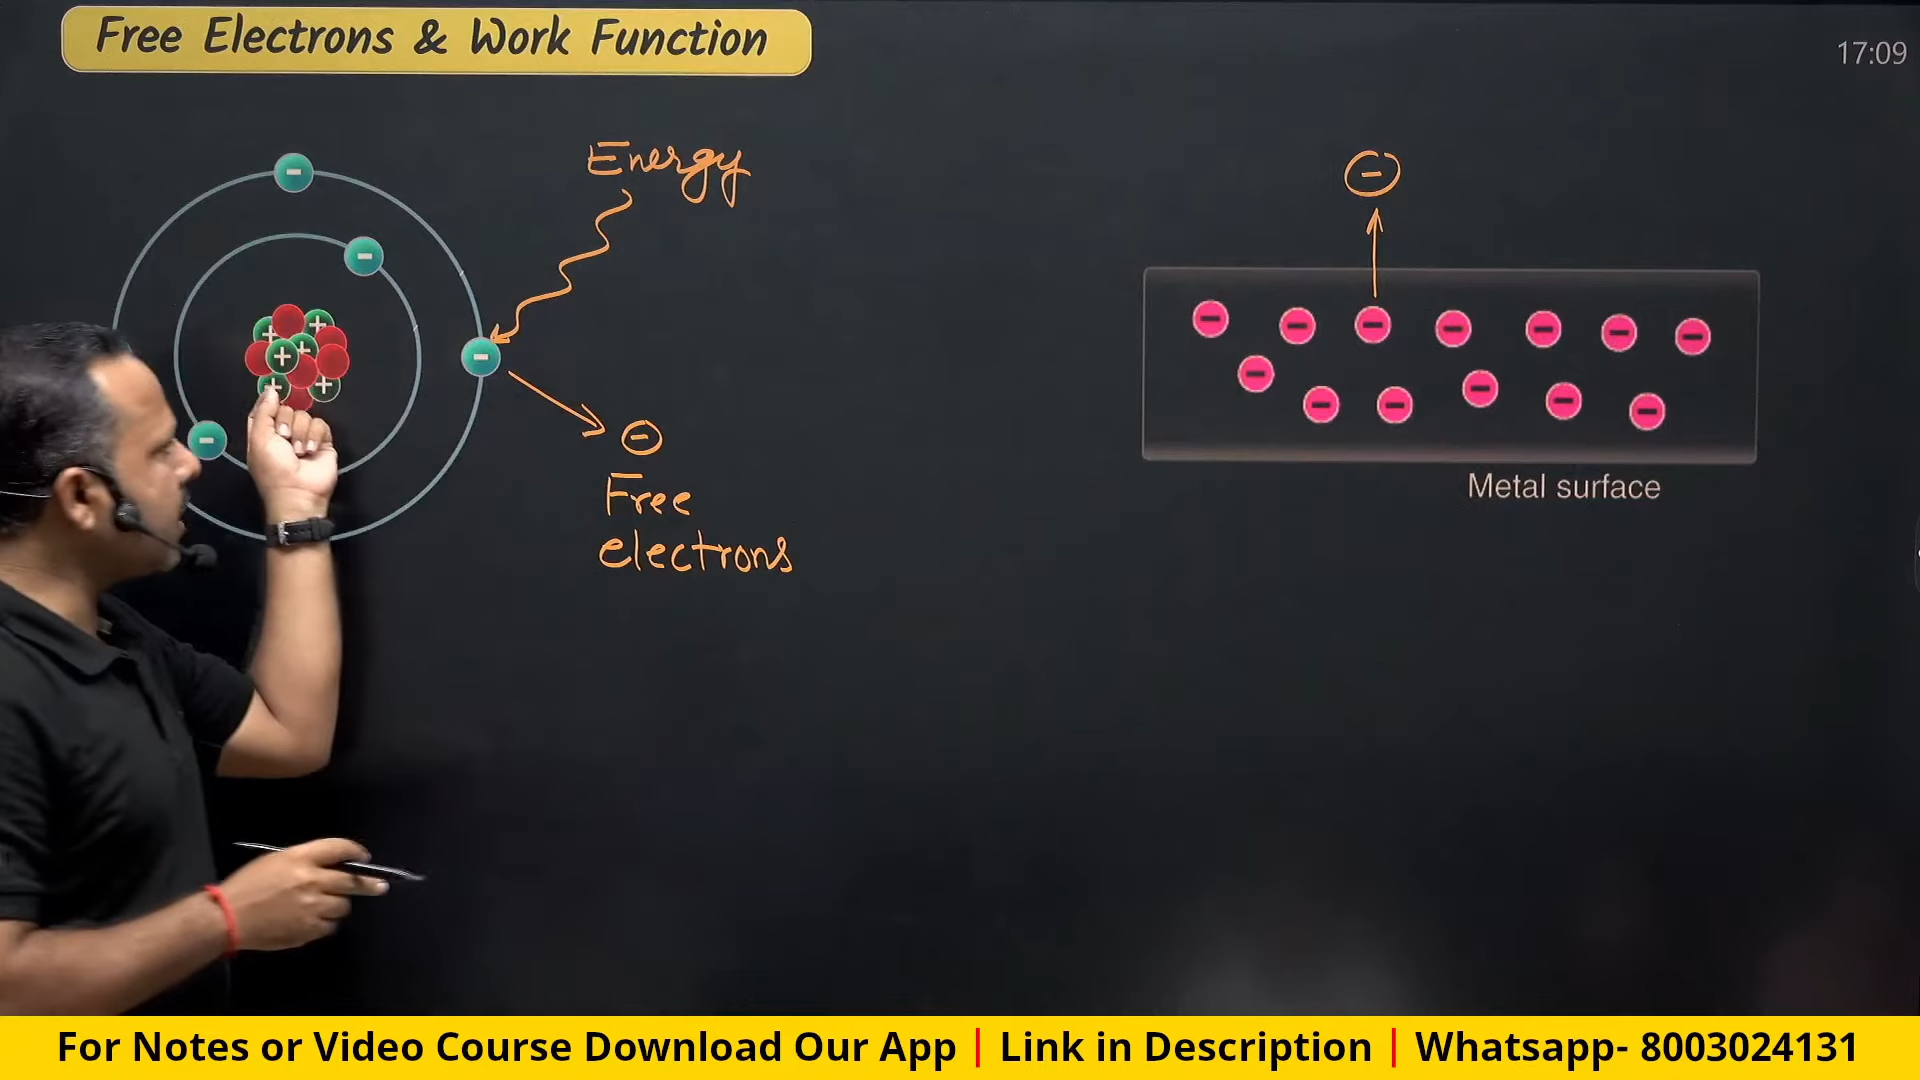 Free Electrons & Work Function
17:09
Energy
Free
electrons
Metal surface
For Notes or Video Course Download Our App | Link in Description | Whatsapp- 8003024131